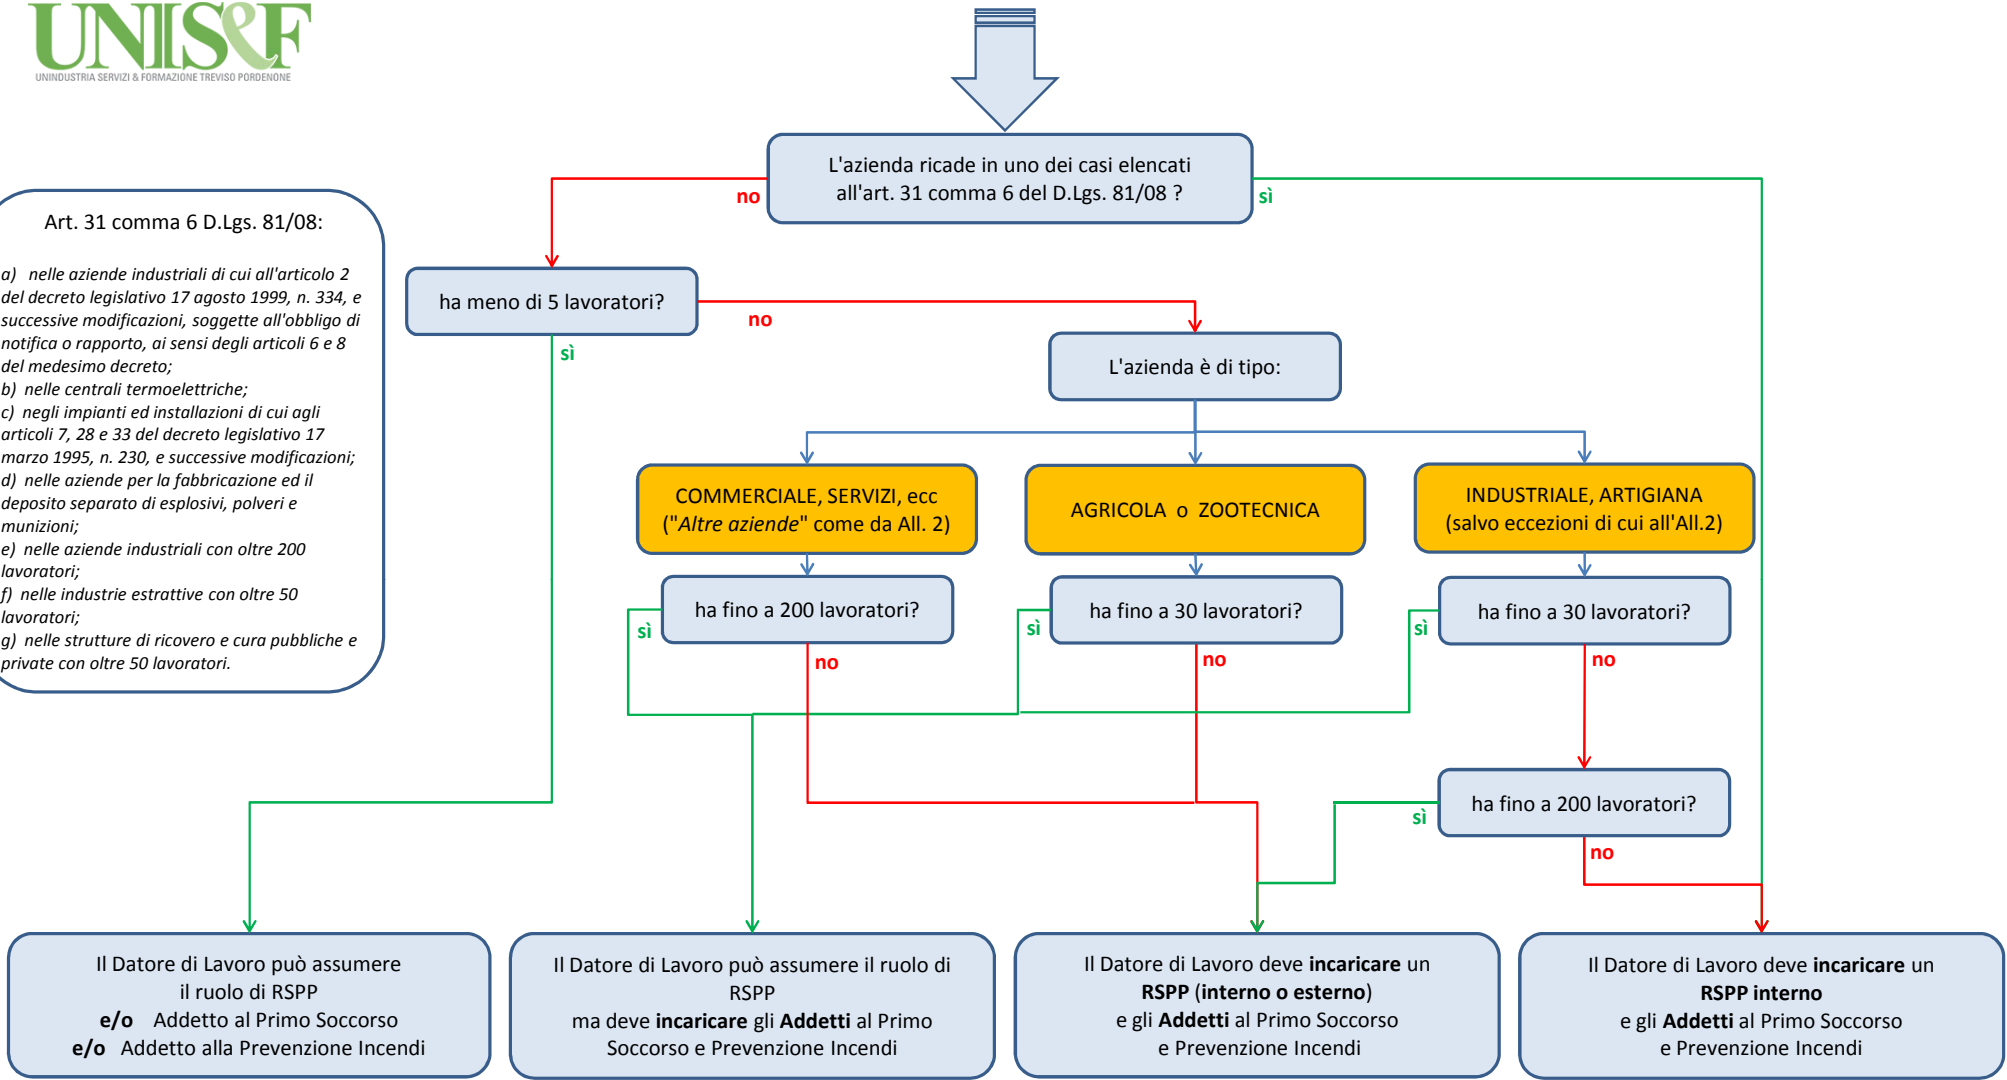 UNIS&F
UNINDUSTRIA SERVIZI & FORMAZIONE TREVISO PORDENONE
L'azienda ricade in uno dei casi elencati
all'art. 31 comma 6 del D.Lgs. 81/08 ?
no
sì
Art. 31 comma 6 D.Lgs. 81/08:
a) nelle aziende industriali di cui all'articolo 2
del decreto legislativo 17 agosto 1999, n. 334, e
successive modificazioni, soggette all'obbligo di
notifica o rapporto, ai sensi degli articoli 6 e 8
del medesimo decreto;
b) nelle centrali termoelettriche;
c) negli impianti ed installazioni di cui agli
articoli 7, 28 e 33 del decreto legislativo 17
marzo 1995, n. 230, e successive modificazioni;
d) nelle aziende per la fabbricazione ed il
deposito separato di esplosivi, polveri e
munizioni;
e) nelle aziende industriali con oltre 200
lavoratori;
f) nelle industrie estrattive con oltre 50
lavoratori;
g) nelle strutture di ricovero e cura pubbliche e
private con oltre 50 lavoratori.
ha meno di 5 lavoratori?
no
sì
L'azienda è di tipo:
COMMERCIALE, SERVIZI, ecc
("Altre aziende" come da All. 2)
AGRICOLA o ZOOTECNICA
INDUSTRIALE, ARTIGIANA
(salvo eccezioni di cui all'All.2)
ha fino a 200 lavoratori?
sì
no
ha fino a 30 lavoratori?
sì
no
ha fino a 30 lavoratori?
sì
no
ha fino a 200 lavoratori?
sì
no
Il Datore di Lavoro può assumere
il ruolo di RSPP
e/o Addetto al Primo Soccorso
e/o Addetto alla Prevenzione Incendi
Il Datore di Lavoro può assumere il ruolo di
RSPP
ma deve incaricare gli Addetti al Primo
Soccorso e Prevenzione Incendi
Il Datore di Lavoro deve incaricare un
RSPP (interno o esterno)
e gli Addetti al Primo Soccorso
e Prevenzione Incendi
Il Datore di Lavoro deve incaricare un
RSPP interno
e gli Addetti al Primo Soccorso
e Prevenzione Incendi